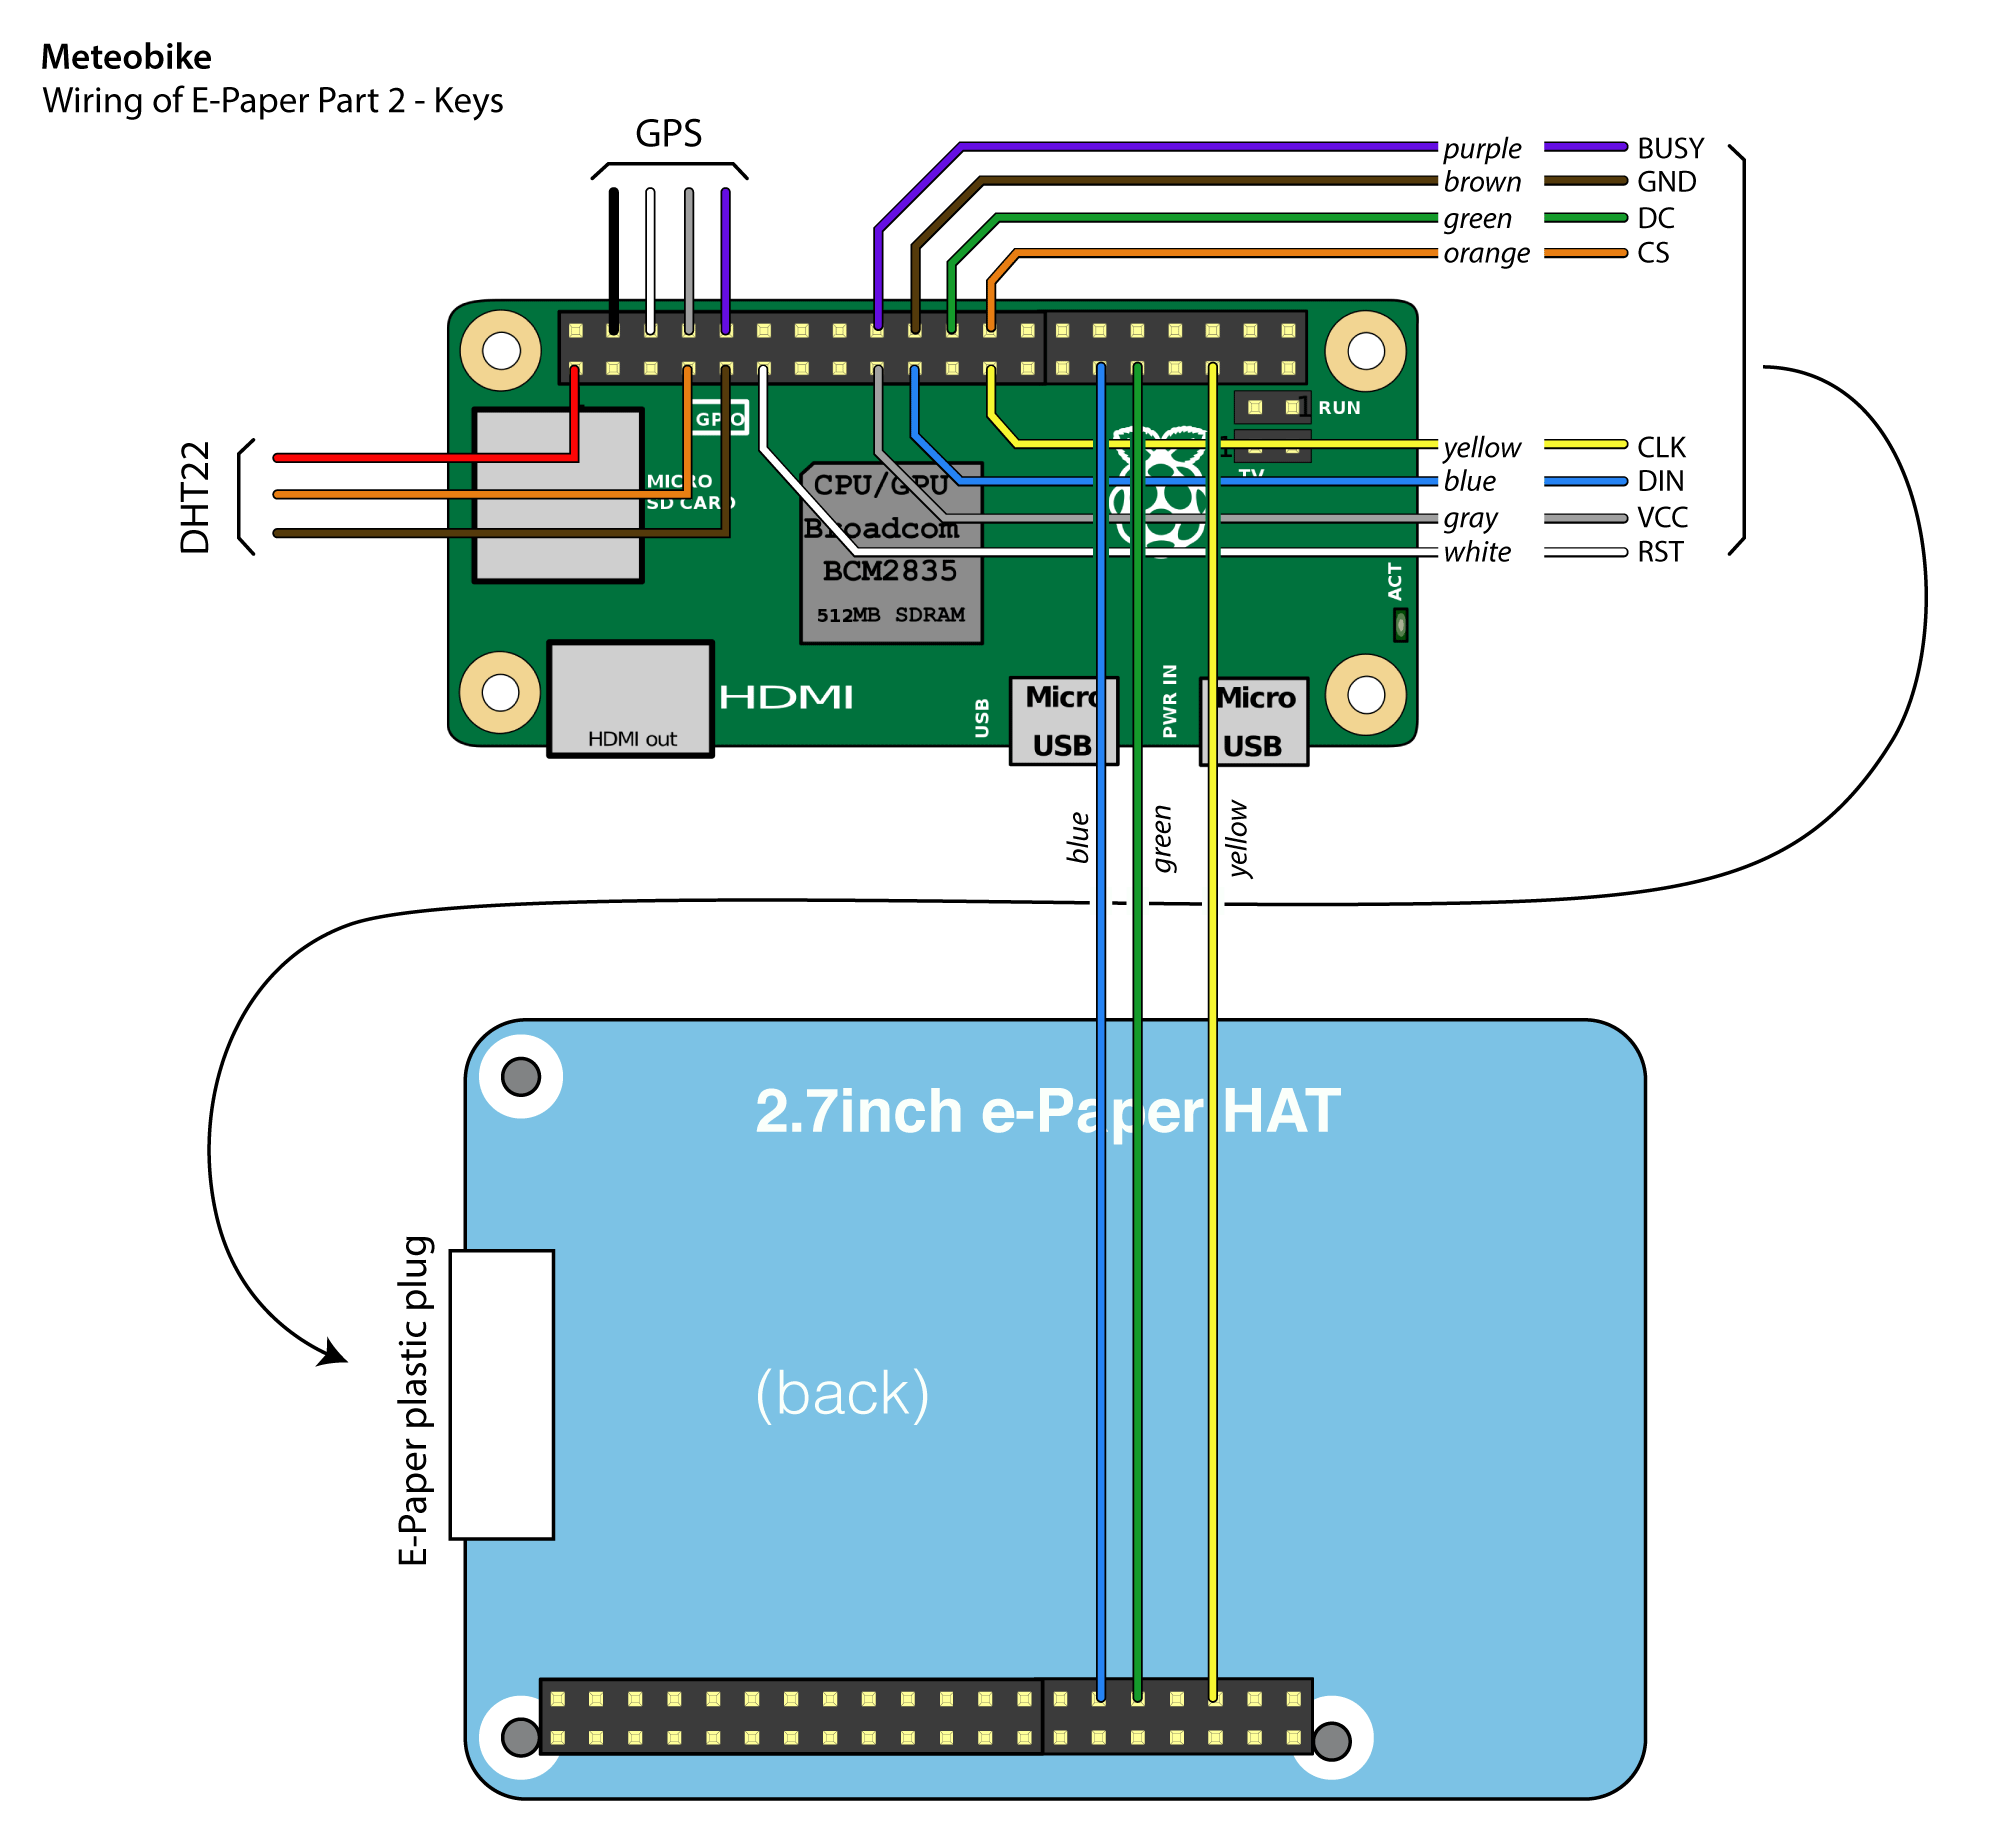 Meteobike
Wiring of E-Paper Part 2 - Keys
GPS
purple BUSY
brown GND
green DC
orange CS
DHT22
GPIO
1 RUN
MICRO
SD CARD
1
TV
yellow CLK
blue DIN
gray VCC
white RST
CPU/GPU
Broadcom
BCM2835
512MB SDRAM
ACT
HDMI
HDMI out
USB
Micro
USB
PWR IN
Micro
USB
blue
green
yellow
2.7inch e-Paper HAT
E-Paper plastic plug
(back)